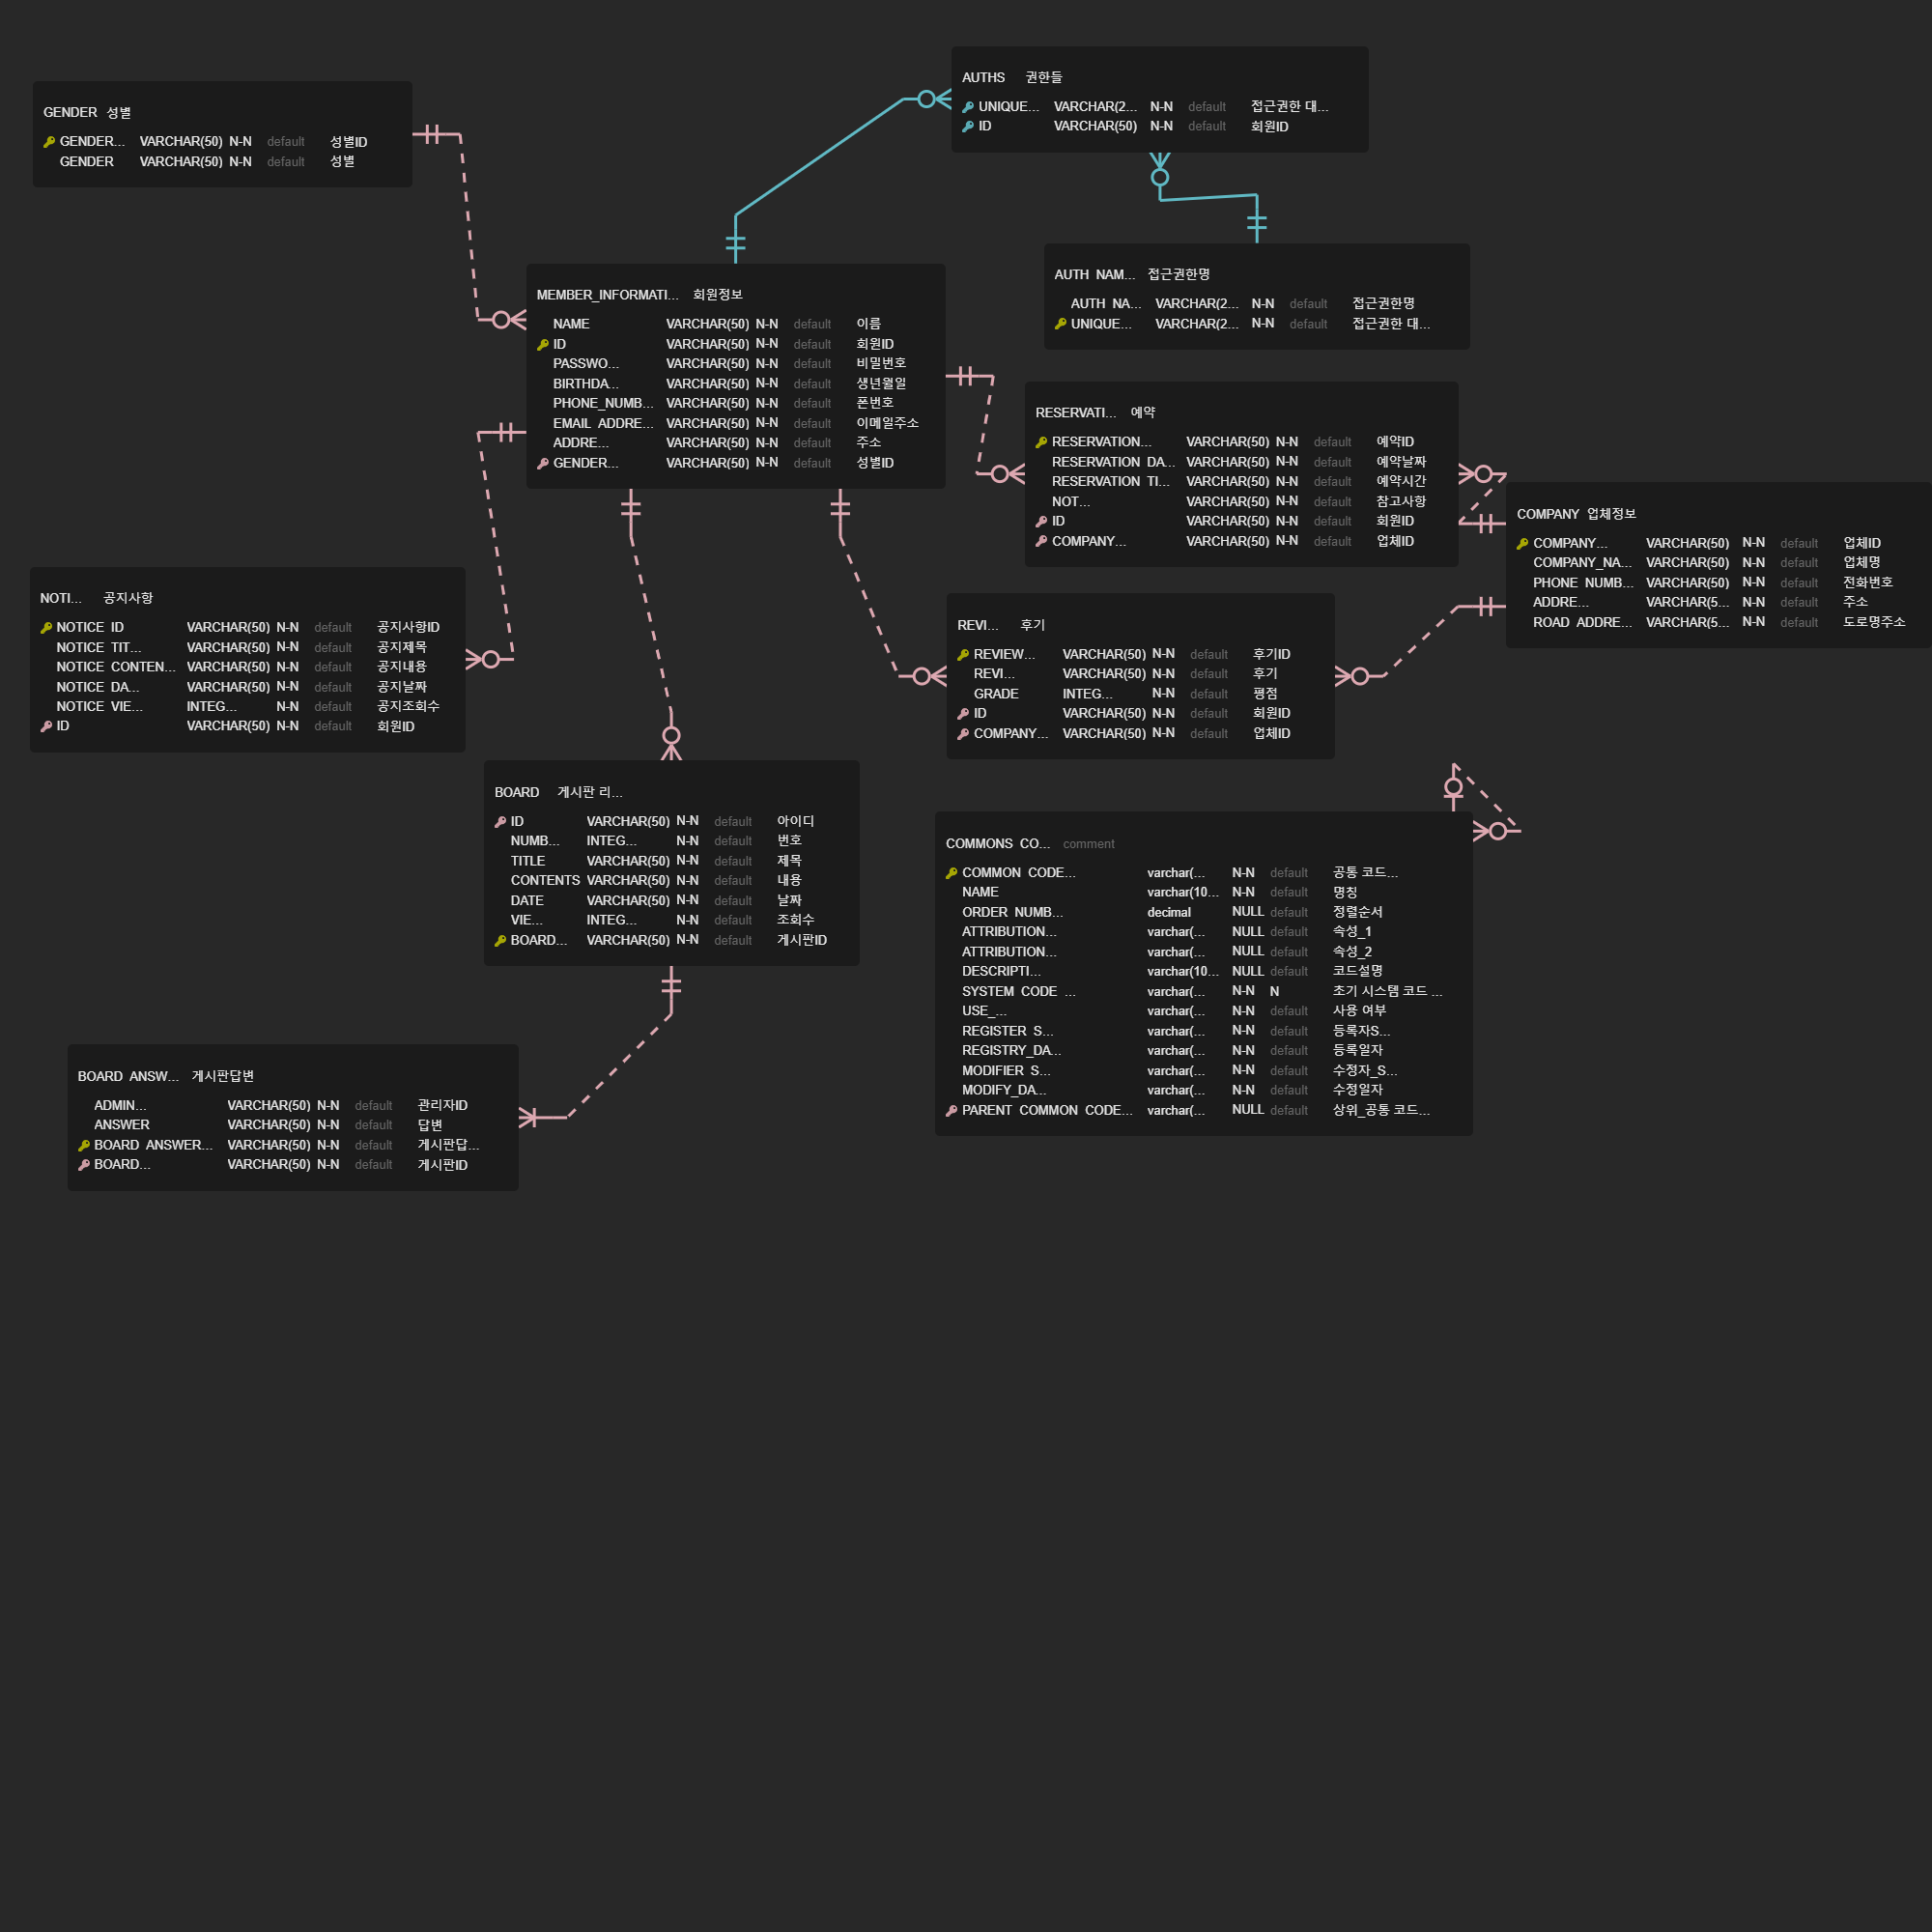 GENDER 성별
GENDER... VARCHAR(50) N-N default 성별ID
GENDER VARCHAR(50) N-N default 성별
AUTHS 권한들
UNIQUE... VARCHAR(2... N-N default 접근권한 대...
ID VARCHAR(50) N-N default 회원ID
AUTH NAM... 접근권한명
AUTH NA... VARCHAR(2... N-N default 접근권한명
UNIQUE... VARCHAR(2... N-N default 접근권한 대...
MEMBER_INFORMATI... 회원정보
NAME VARCHAR(50) N-N default 이름
ID VARCHAR(50) N-N default 회원ID
PASSWO... VARCHAR(50) N-N default 비밀번호
BIRTHDA... VARCHAR(50) N-N default 생년월일
PHONE_NUMB... VARCHAR(50) N-N default 폰번호
EMAIL ADDRE... VARCHAR(50) N-N default 이메일주소
ADDRE... VARCHAR(50) N-N default 주소
GENDER... VARCHAR(50) N-N default 성별ID
RESERVATI... 예약
RESERVATION... VARCHAR(50) N-N default 예약ID
RESERVATION DA... VARCHAR(50) N-N default 예약날짜
RESERVATION TI... VARCHAR(50) N-N default 예약시간
NOT... VARCHAR(50) N-N default 참고사항
ID VARCHAR(50) N-N default 회원ID
COMPANY... VARCHAR(50) N-N default 업체ID
COMPANY 업체정보
COMPANY... VARCHAR(50) N-N default 업체ID
COMPANY_NA... VARCHAR(50) N-N default 업체명
PHONE NUMB... VARCHAR(50) N-N default 전화번호
ADDRE... VARCHAR(5... N-N default 주소
ROAD ADDRE... VARCHAR(5... N-N default 도로명주소
NOTI... 공지사항
NOTICE ID VARCHAR(50) N-N default 공지사항ID
NOTICE TIT... VARCHAR(50) N-N default 공지제목
NOTICE CONTEN... VARCHAR(50) N-N default 공지내용
NOTICE DA... VARCHAR(50) N-N default 공지날짜
NOTICE VIE... INTEG... N-N default 공지조회수
ID VARCHAR(50) N-N default 회원ID
REVI... 후기
REVIEW... VARCHAR(50) N-N default 후기ID
REVI... VARCHAR(50) N-N default 후기
GRADE INTEG... N-N default 평점
ID VARCHAR(50) N-N default 회원ID
COMPANY... VARCHAR(50) N-N default 업체ID
BOARD 게시판 리...
ID VARCHAR(50) N-N default 아이디
NUMB... INTEG... N-N default 번호
TITLE VARCHAR(50) N-N default 제목
CONTENTS VARCHAR(50) N-N default 내용
DATE VARCHAR(50) N-N default 날짜
VIE... INTEG... N-N default 조회수
BOARD... VARCHAR(50) N-N default 게시판ID
COMMONS CO... comment
COMMON CODE... varchar(... N-N default 공통 코드...
NAME varchar(10... N-N default 명칭
ORDER NUMB... decimal NULL default 정렬순서
ATTRIBUTION... varchar(... NULL default 속성_1
ATTRIBUTION... varchar(... NULL default 속성_2
DESCRIPTI... varchar(10... NULL default 코드설명
SYSTEM CODE ... varchar(... N-N N 초기 시스템 코드 ...
USE_... varchar(... N-N default 사용 여부
REGISTER S... varchar(... N-N default 등록자S...
REGISTRY_DA... varchar(... N-N default 등록일자
MODIFIER S... varchar(... N-N default 수정자_S...
MODIFY_DA... varchar(... N-N default 수정일자
PARENT COMMON CODE... varchar(... NULL default 상위_공통 코드...
BOARD ANSW... 게시판답변
ADMIN... VARCHAR(50) N-N default 관리자ID
ANSWER VARCHAR(50) N-N default 답변
BOARD ANSWER... VARCHAR(50) N-N default 게시판답...
BOARD... VARCHAR(50) N-N default 게시판ID